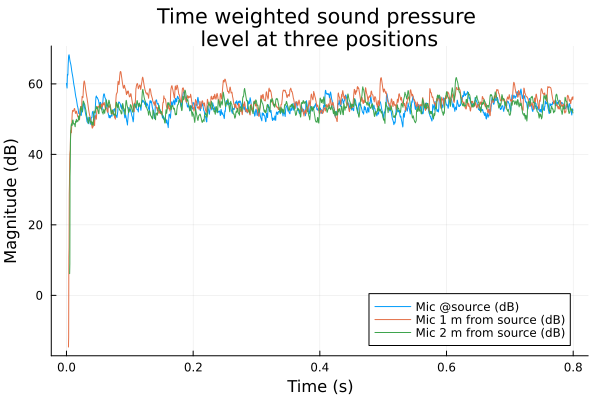 Time weighted sound pressure
level at three positions
60
40
20
0
Magnitude (dB)
0.0
0.2
0.4
0.6
0.8
Time (s)
Mic @source (dB)
Mic 1 m from source (dB)
Mic 2 m from source (dB)